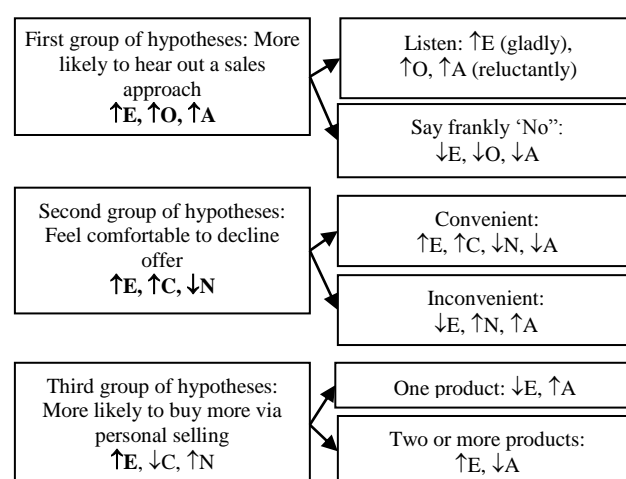 First group of hypotheses: More
likely to hear out a sales
approach
↑E, ↑O, ↑A
Listen: ↑E (gladly),
↑O, ↑A (reluctantly)
Say frankly ‘No”:
↓E, ↓O, ↓A
Second group of hypotheses:
Feel comfortable to decline
offer
↑E, ↑C, ↓N
Convenient:
↑E, ↑C, ↓N, ↓A
Inconvenient:
↓E, ↑N, ↑A
Third group of hypotheses:
More likely to buy more via
personal selling
↑E, ↓C, ↑N
One product: ↓E, ↑A
Two or more products:
↑E, ↓A